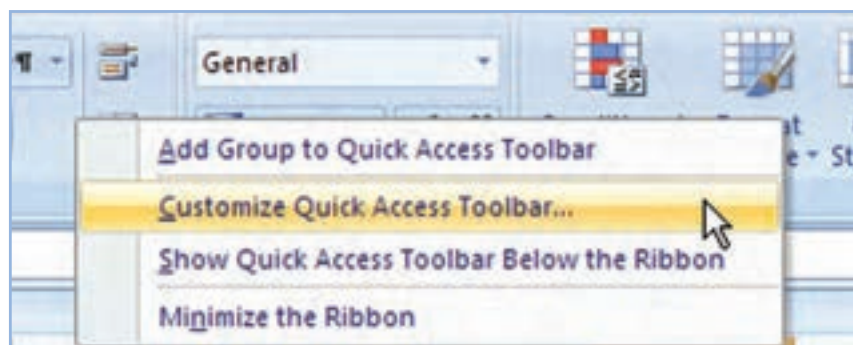 General
Add Group to Quick Access Toolbar
Customize Quick Access Toolbar...
Show Quick Access Toolbar Below the Ribbon
Minimize the Ribbon